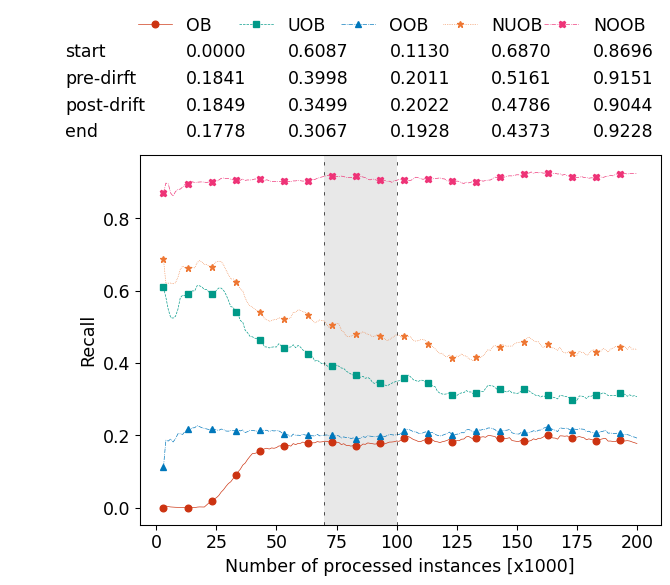 OB UOB OOB NUOB NOOB
start 0.0000 0.6087 0.1130 0.6870 0.8696
pre-dirft 0.1841 0.3998 0.2011 0.5161 0.9151
post-drift 0.1849 0.3499 0.2022 0.4786 0.9044
end 0.1778 0.3067 0.1928 0.4373 0.9228
0.8
0.6
0.4
0.2
0.0
Recall
0 25 50 75 100 125 150 175 200
Number of processed instances [x1000]